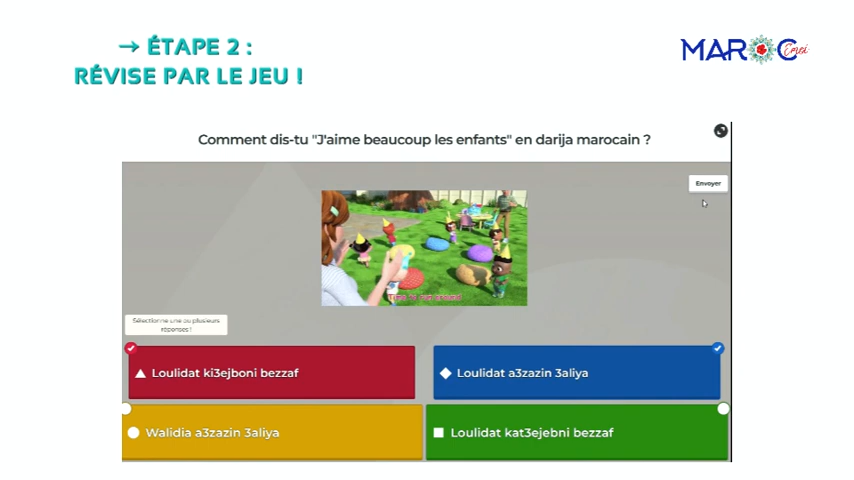 → ÉTAPE 2 :
RÉVISE PAR LE JEU !
MAROC
Émoi
Comment dis-tu "J'aime beaucoup les enfants" en darija marocain ?
Envoyer
Sélectionne une ou plusieurs
réponses !
Loulidat ki3ejboni bezzaf
Loulidat a3zazin 3aliya
Walidia a3zazin 3aliya
Loulidat kat3ejebni bezzaf